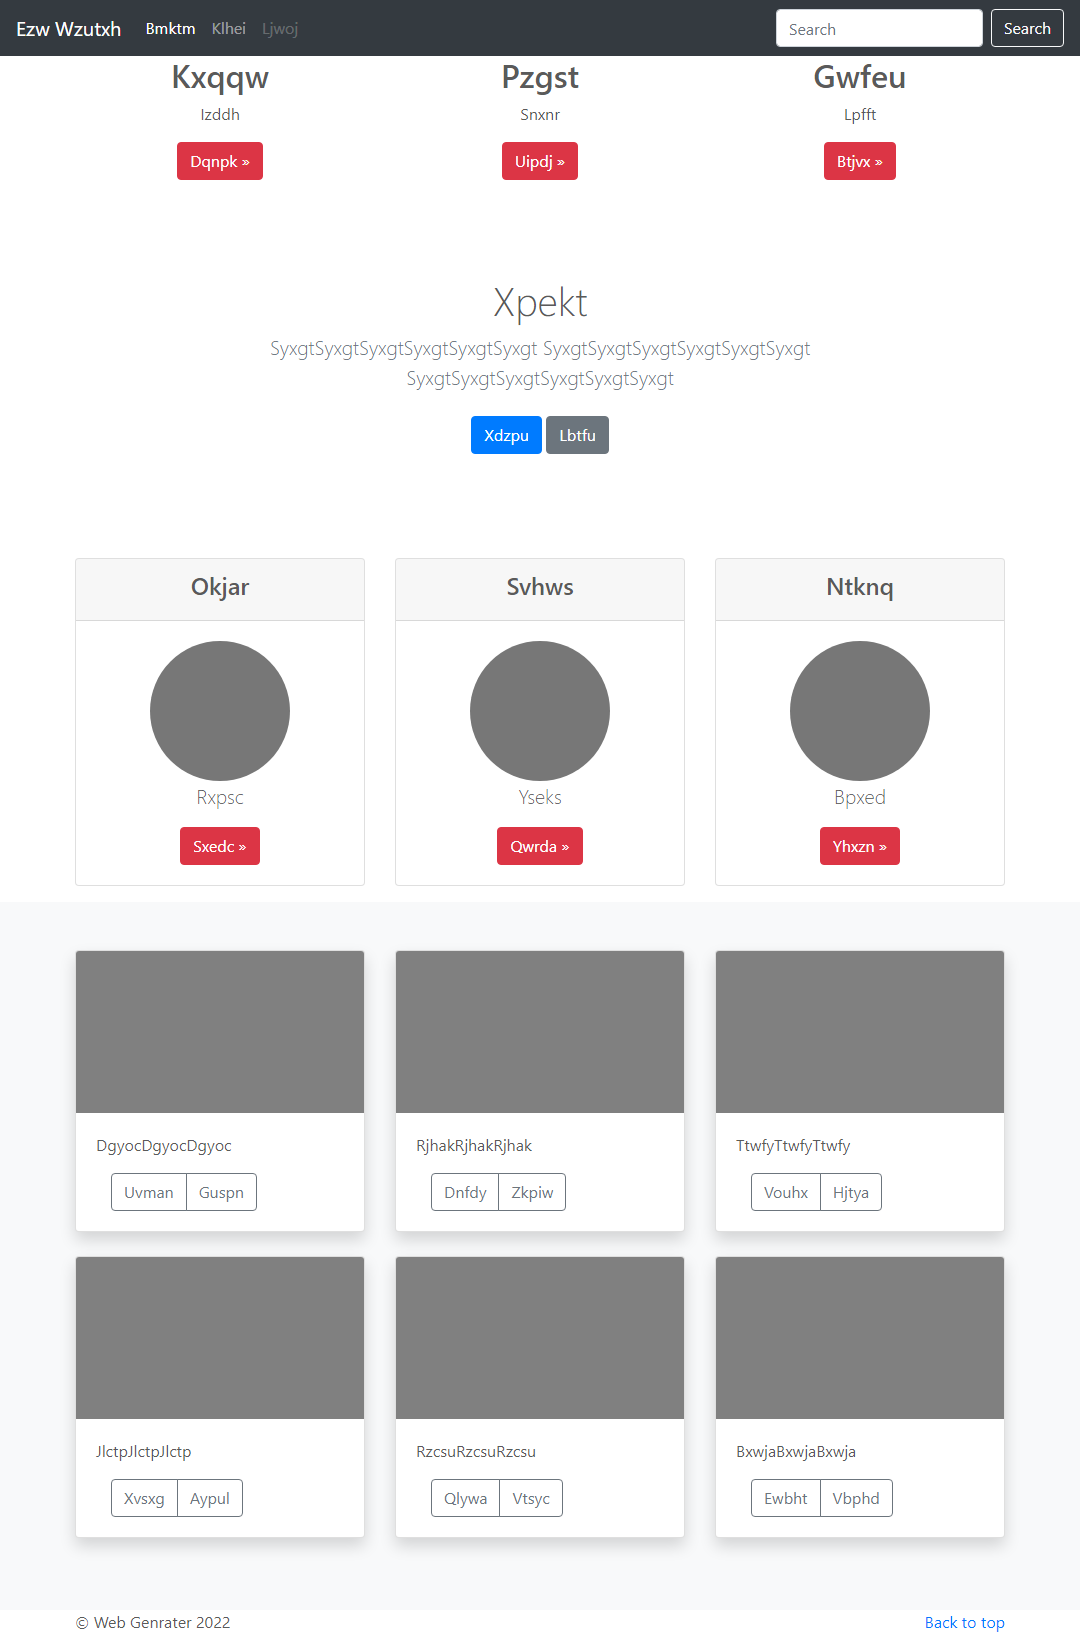 Ezw Wzutxh Bmktm Klhei Ljwoj Search Search
Kxqqw Pzgst Gwfeu
Izddh Snxnr Lpfft
Dqnpk » Uipdj » Btjvx »
Xpekt
SyxgtSyxgtSyxgtSyxgtSyxgtSyxgt SyxgtSyxgtSyxgtSyxgtSyxgtSyxgt
SyxgtSyxgtSyxgtSyxgtSyxgtSyxgt
Xdzpu Lbtfu
Okjar Svhws Ntknq
Rxpsc Yseks Bpxed
Sxedc » Qwrda » Yhxzn »
DgyocDgyocDgyoc RjhakRjhakRjhak TtwfyTtwfyTtwfy
Uvman Guspn Dnfdy Zkpiw Vouhx Hjtya
JlctpJlctpJlctp RzcsuRzcsuRzcsu BxwjaBxwjaBxwja
Xvsxg Aypul Qlywa Vtsyc Ewbht Vbphd
© Web Genrater 2022 Back to top